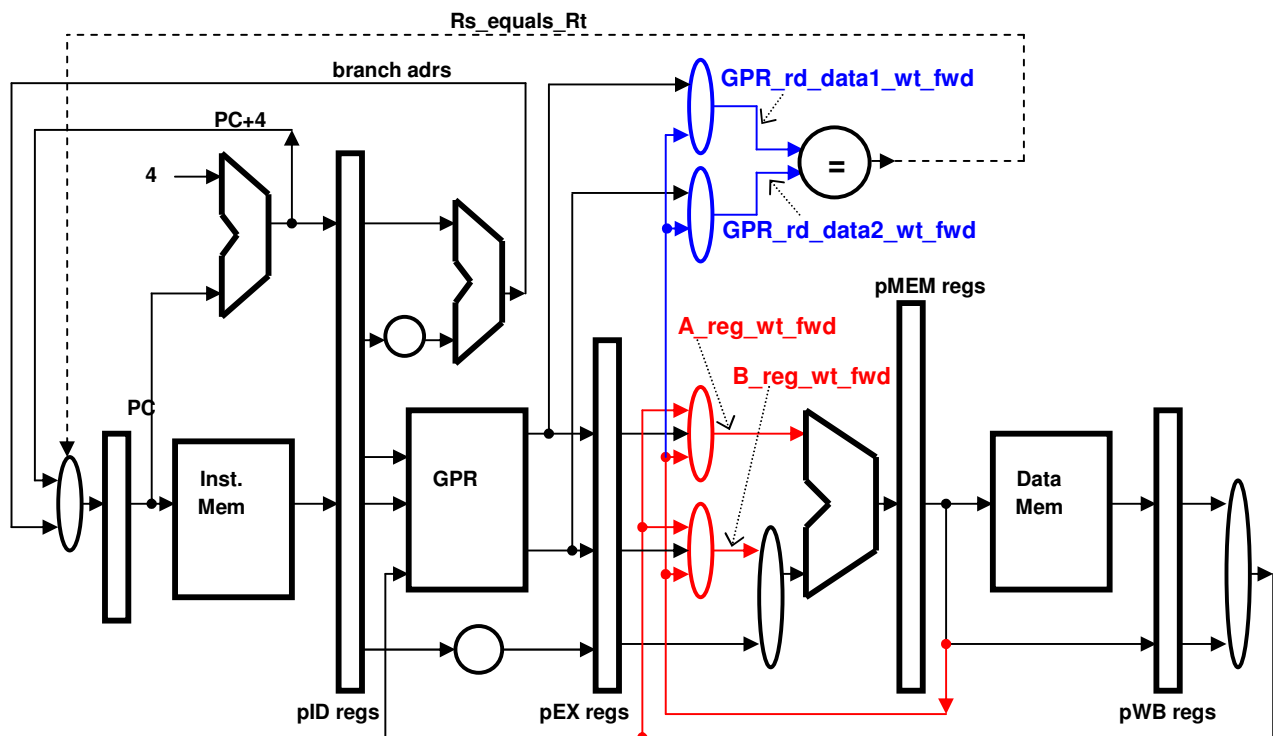 Rs_equals_Rt
branch adrs
GPR_rd_data1_wt_fwd
PC+4
4
=
GPR_rd_data2_wt_fwd
pMEM regs
A_reg_wt_fwd
B_reg_wt_fwd
PC
Inst.
Mem
GPR
Data
Mem
pID regs
pEX regs
pWB regs